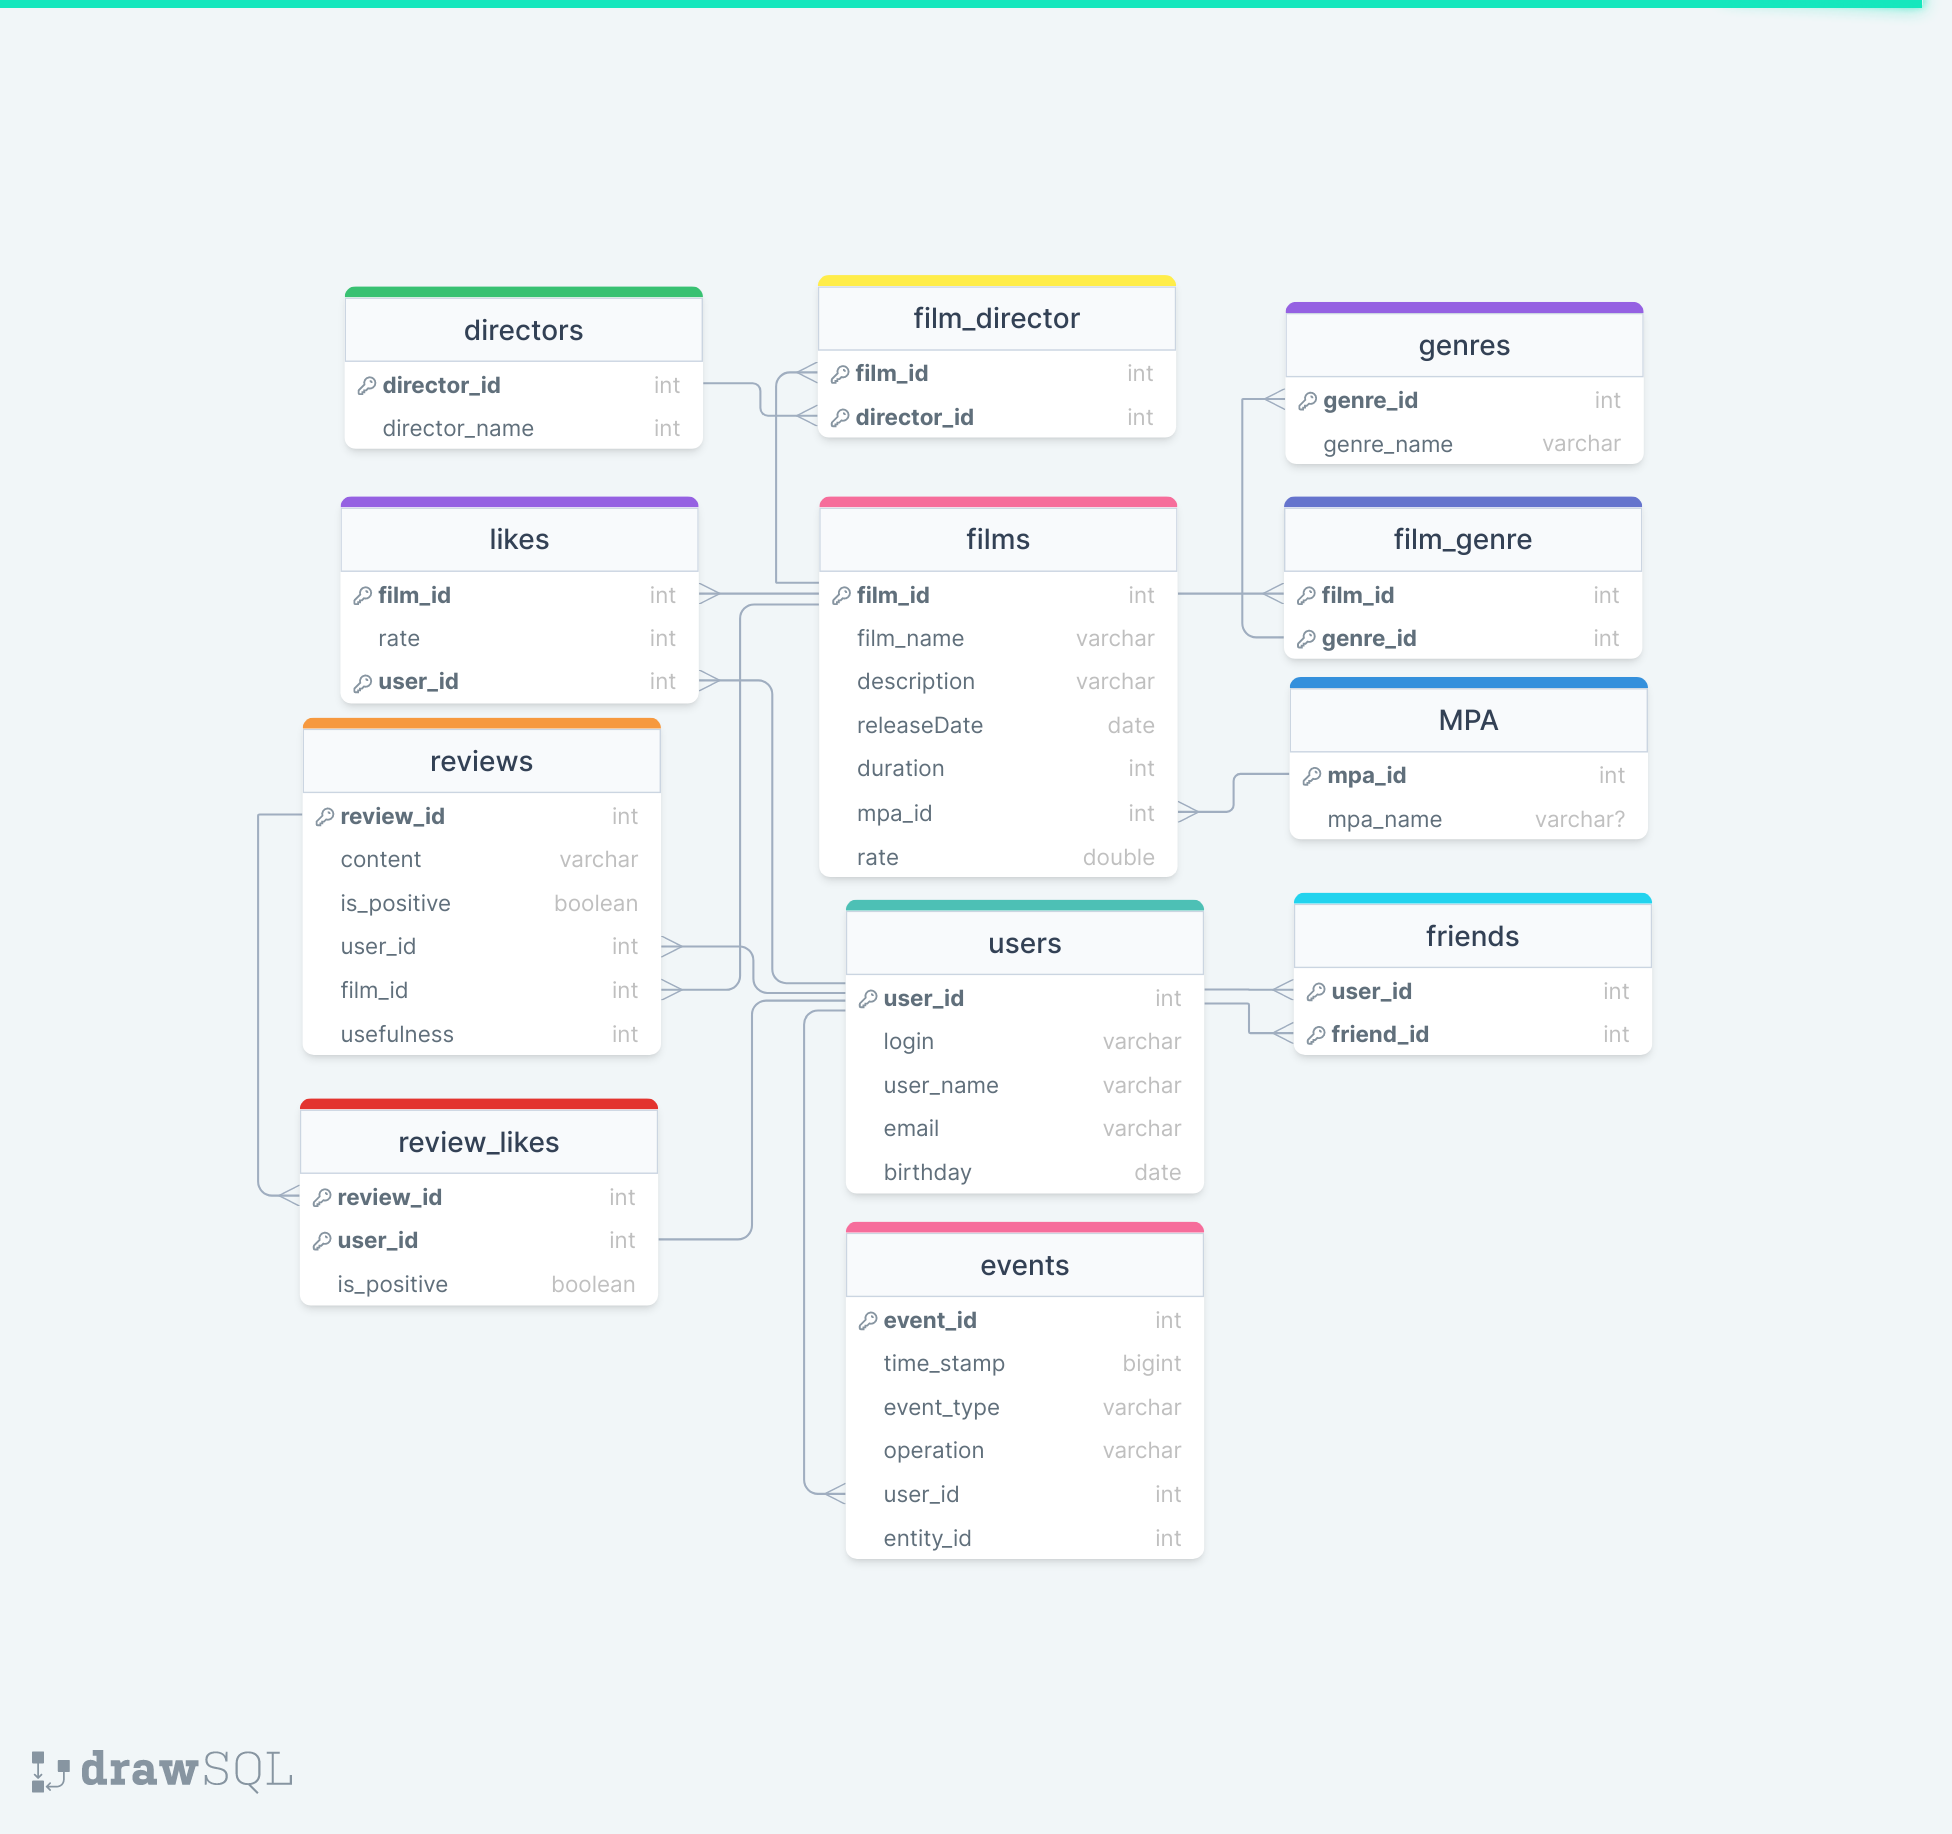 directors
director_id int
director_name int
film_director
film_id int
director_id int
genres
genre_id int
genre_name varchar
likes
film_id int
rate int
user_id int
films
film_id int
film_name varchar
description varchar
releaseDate date
duration int
mpa_id int
rate double
film_genre
film_id int
genre_id int
MPA
mpa_id int
mpa_name varchar?
reviews
review_id int
content varchar
is_positive boolean
user_id int
film_id int
usefulness int
users
user_id int
login varchar
user_name varchar
email varchar
birthday date
friends
user_id int
friend_id int
review_likes
review_id int
user_id int
is_positive boolean
events
event_id int
time_stamp bigint
event_type varchar
operation varchar
user_id int
entity_id int
drawSQL